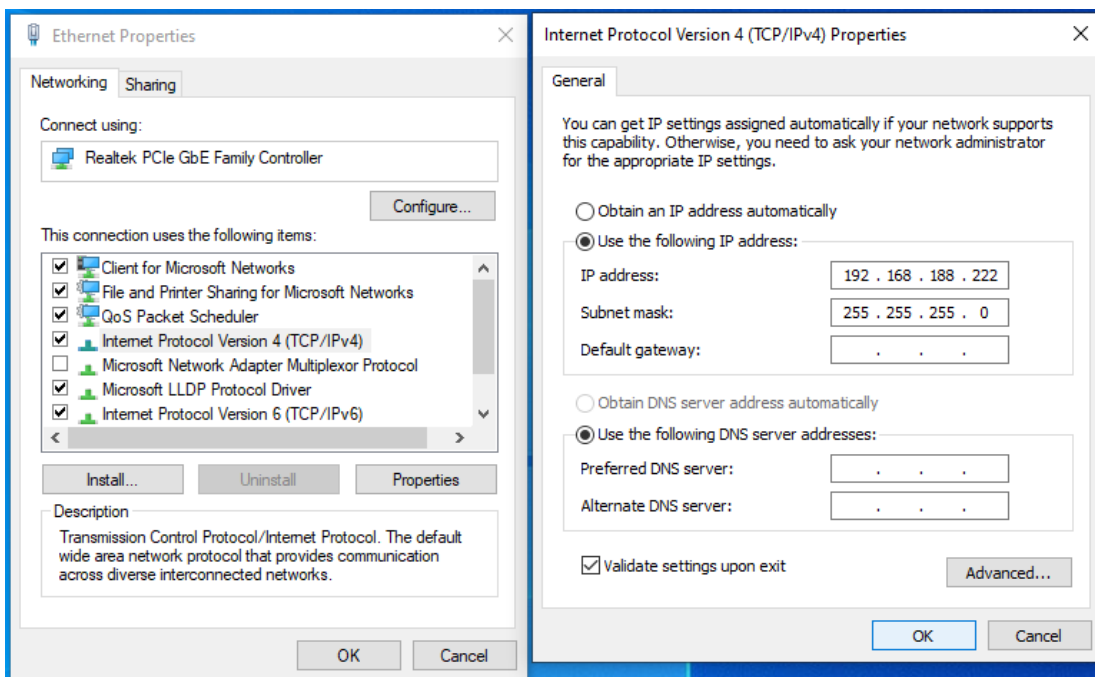 Ethernet Properties
Networking
Sharing
Connect using:
Realtek PCIe GbE Family Controller
Configure...
This connection uses the following items:
Client for Microsoft Networks
File and Printer Sharing for Microsoft Networks
QoS Packet Scheduler
Internet Protocol Version 4 (TCP/IPv4)
Microsoft Network Adapter Multiplexor Protocol
Microsoft LLDP Protocol Driver
Internet Protocol Version 6 (TCP/IPv6)
Install...
Uninstall
Properties
Description
Transmission Control Protocol/Internet Protocol. The default
wide area network protocol that provides communication
across diverse interconnected networks.
OK
Cancel
Internet Protocol Version 4 (TCP/IPv4) Properties
General
You can get IP settings assigned automatically if your network supports
this capability. Otherwise, you need to ask your network administrator
for the appropriate IP settings.
Obtain an IP address automatically
Use the following IP address:
IP address: 192 . 168 . 188 . 222
Subnet mask: 255 . 255 . 255 . 0
Default gateway: . . .
Obtain DNS server address automatically
Use the following DNS server addresses:
Preferred DNS server: . . .
Alternate DNS server: . . .
Validate settings upon exit
Advanced...
OK
Cancel